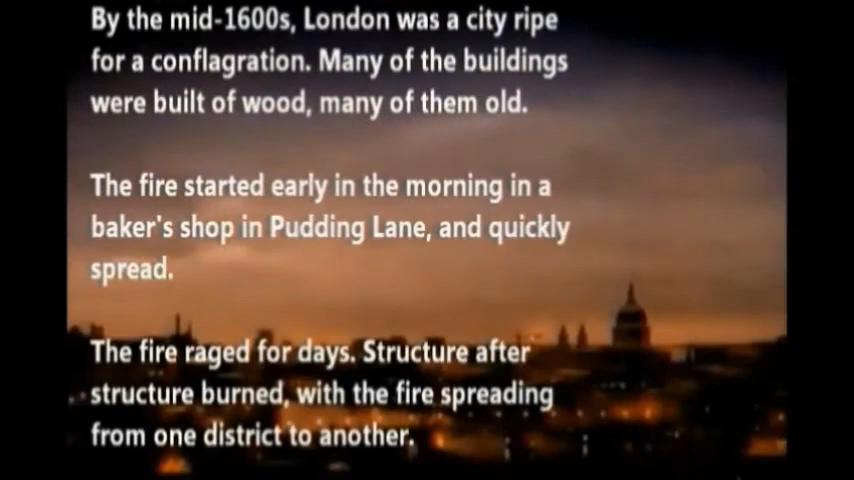 By the mid-1600s, London was a city ripe
for a conflagration. Many of the buildings
were built of wood, many of them old.
The fire started early in the morning in a
baker's shop in Pudding Lane, and quickly
spread.
The fire raged for days. Structure after
structure burned, with the fire spreading
from one district to another.